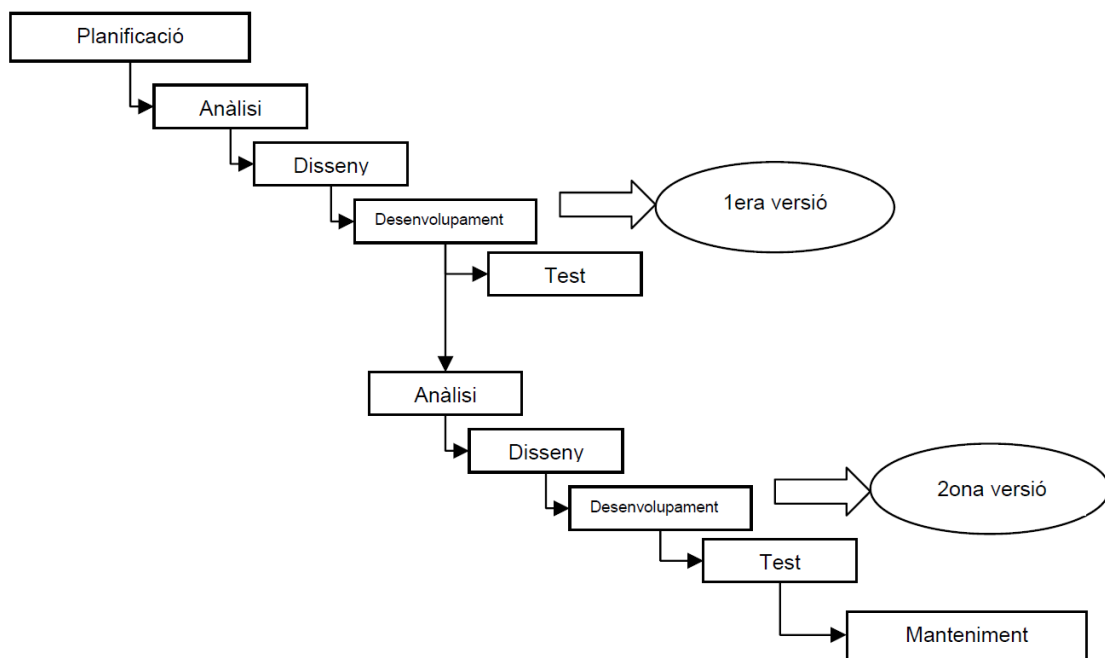 Planificació
Anàlisi
Disseny
Desenvolupament
1era versió
Test
Anàlisi
Disseny
Desenvolupament
2ona versió
Test
Manteniment